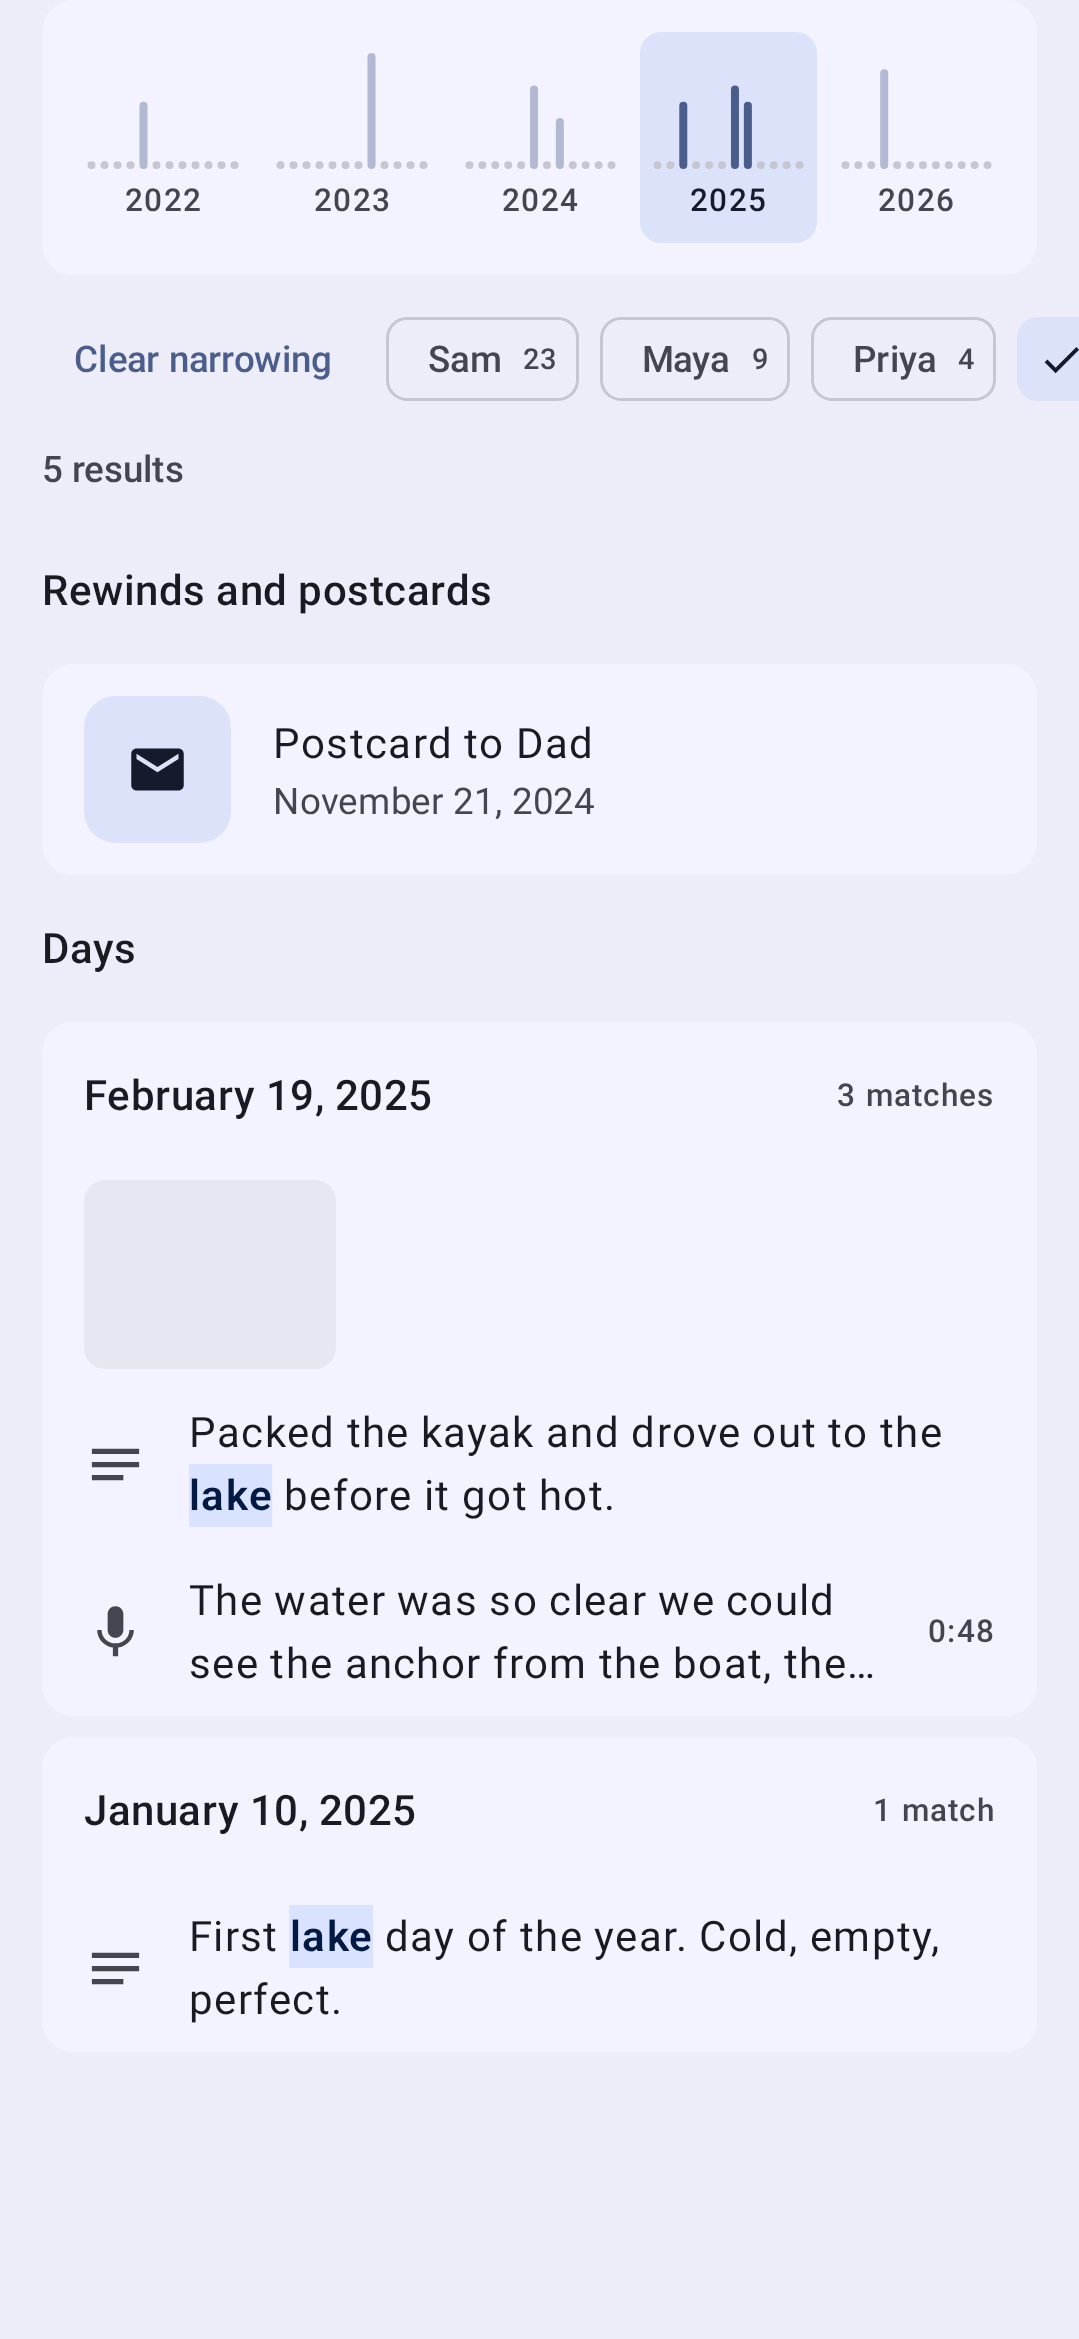 2022 2023 2024 2025 2026
Clear narrowing Sam 23 Maya 9 Priya 4
5 results
Rewinds and postcards
Postcard to Dad
November 21, 2024
Days
February 19, 2025 3 matches
Packed the kayak and drove out to the
lake before it got hot.
The water was so clear we could
see the anchor from the boat, the…
0:48
January 10, 2025 1 match
First lake day of the year. Cold, empty,
perfect.